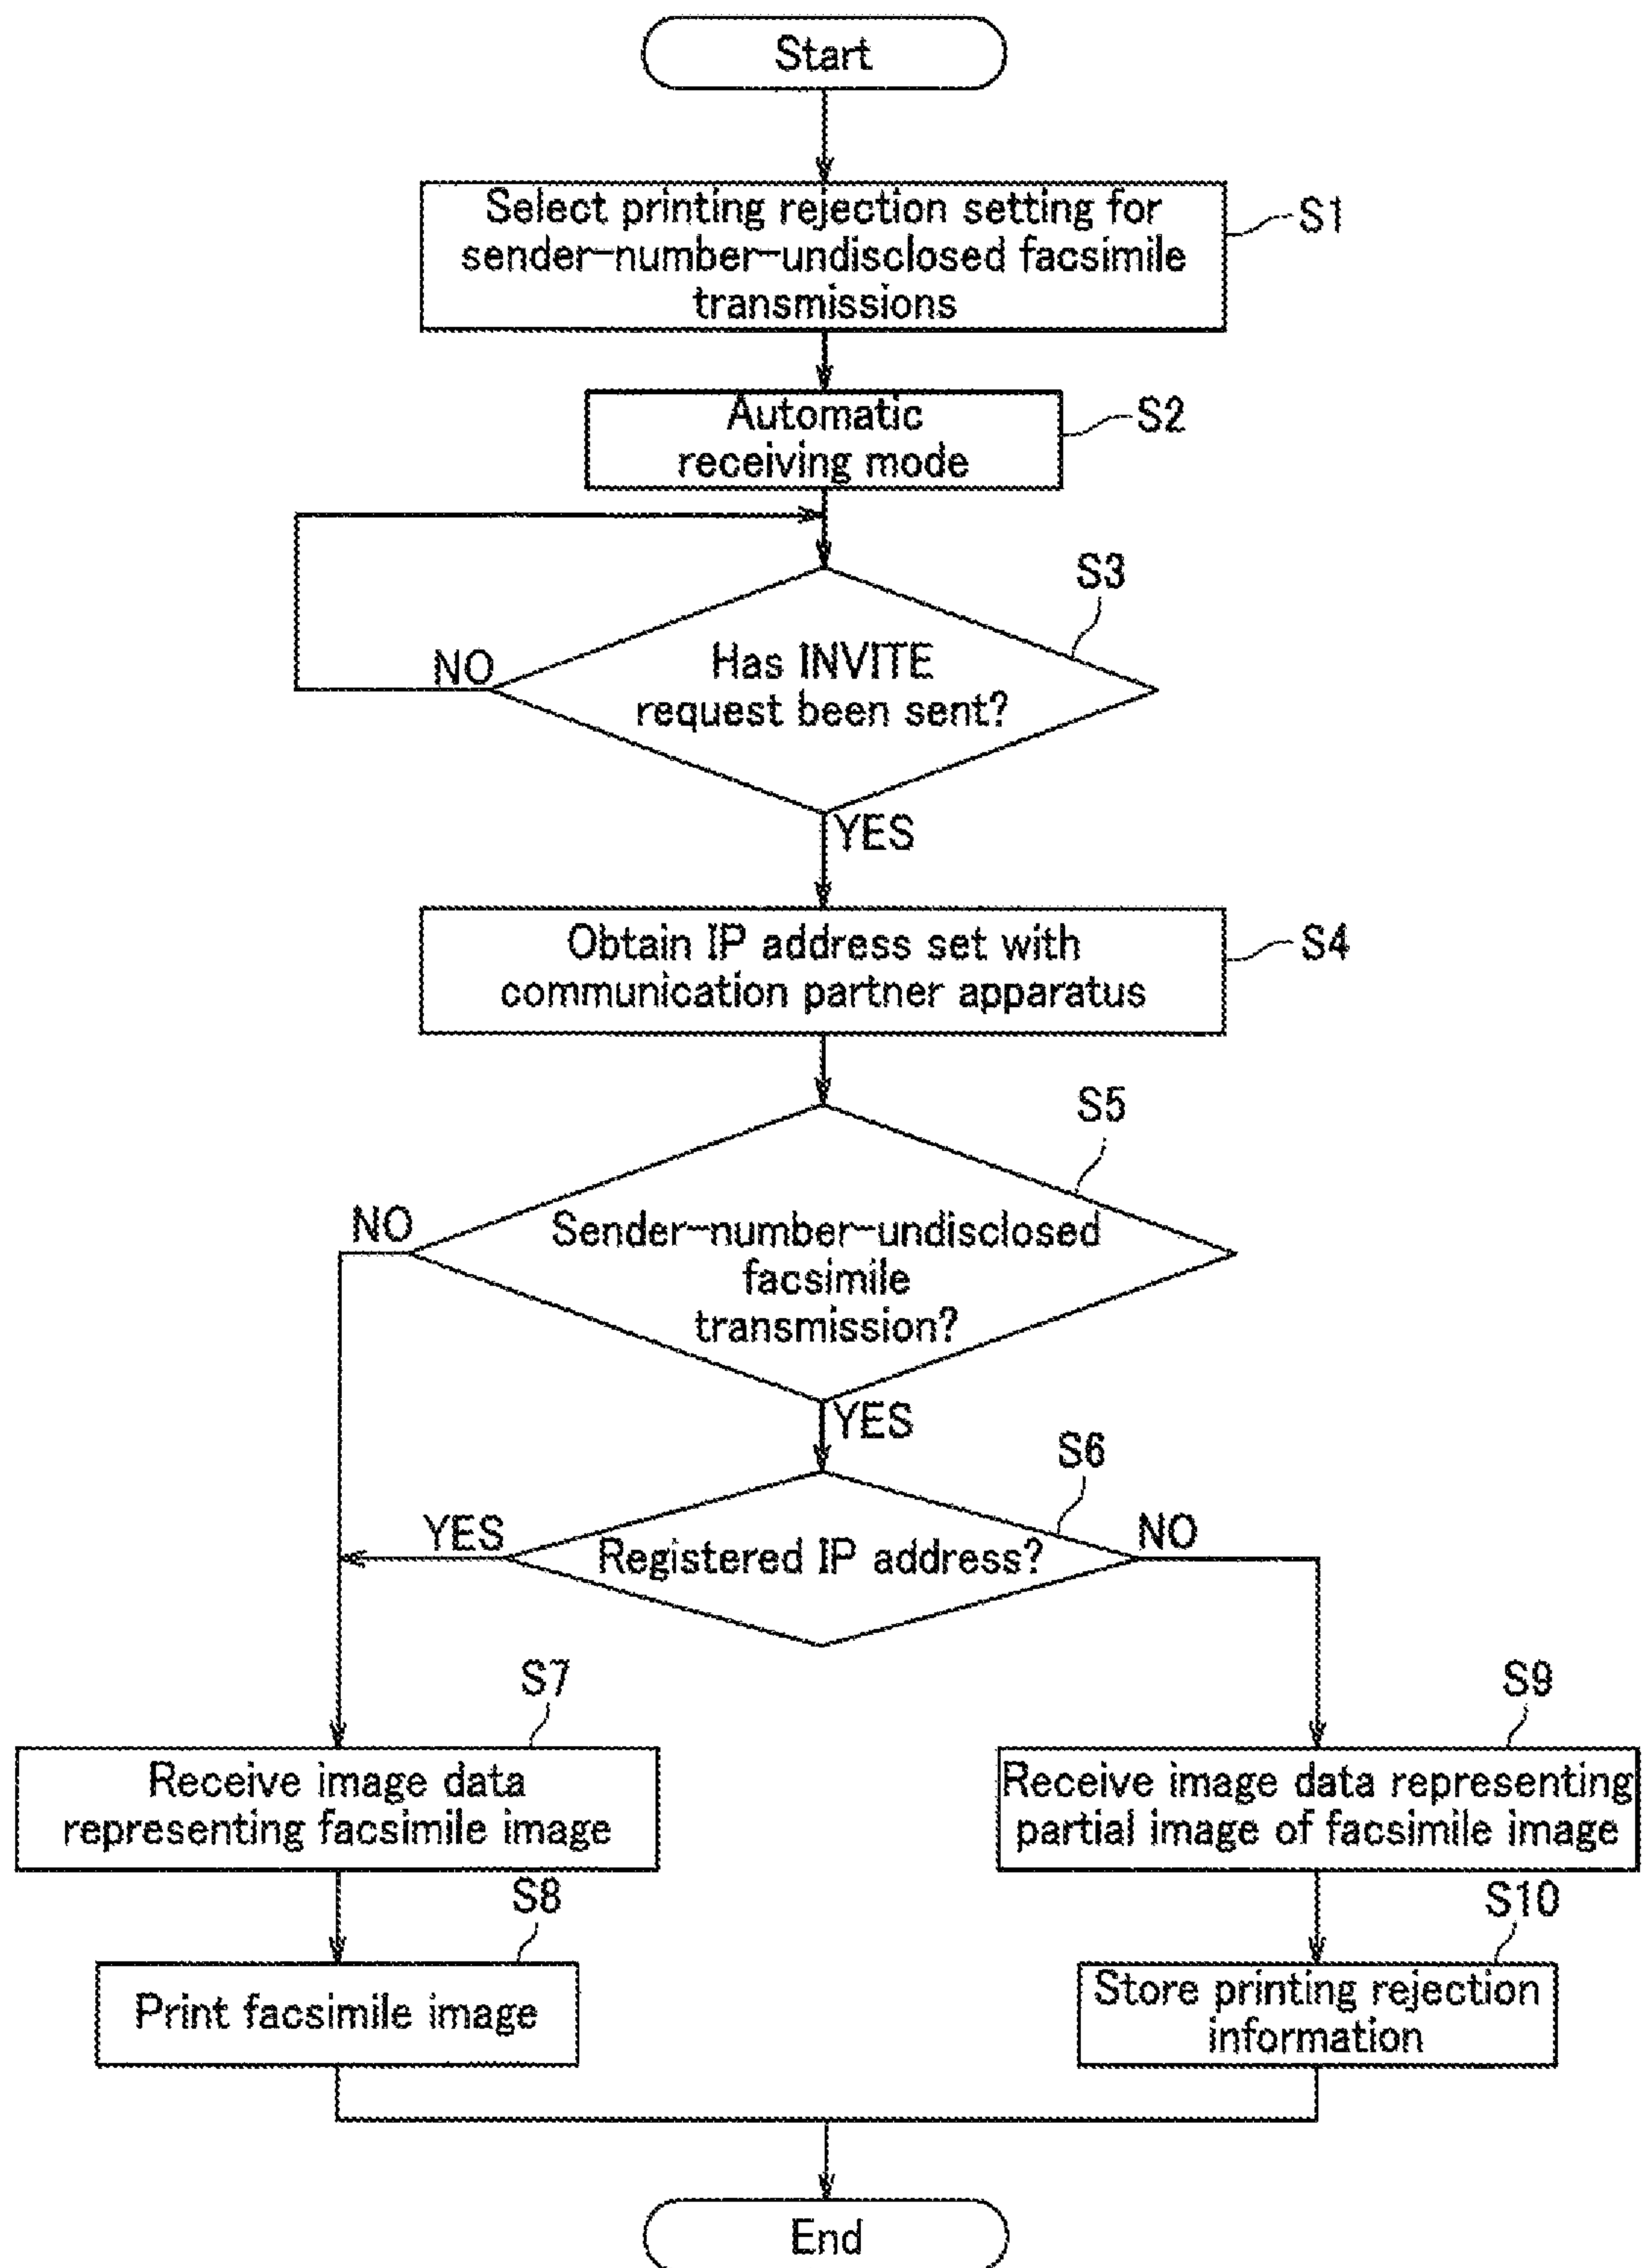 Start
Select printing rejection setting for
sender-number-undisclosed facsimile
transmissions
S1
Automatic
receiving mode
S2
S3
Has INVITE
request been sent?
NO
YES
Obtain IP address set with
communication partner apparatus
S4
S5
NO
Sender-number-undisclosed
facsimile
transmission?
YES
S6
YES
Registered IP address?
NO
S7
Receive image data
representing facsimile image
S9
Receive image data representing
partial image of facsimile image
S8
Print facsimile image
S10
Store printing rejection
information
End